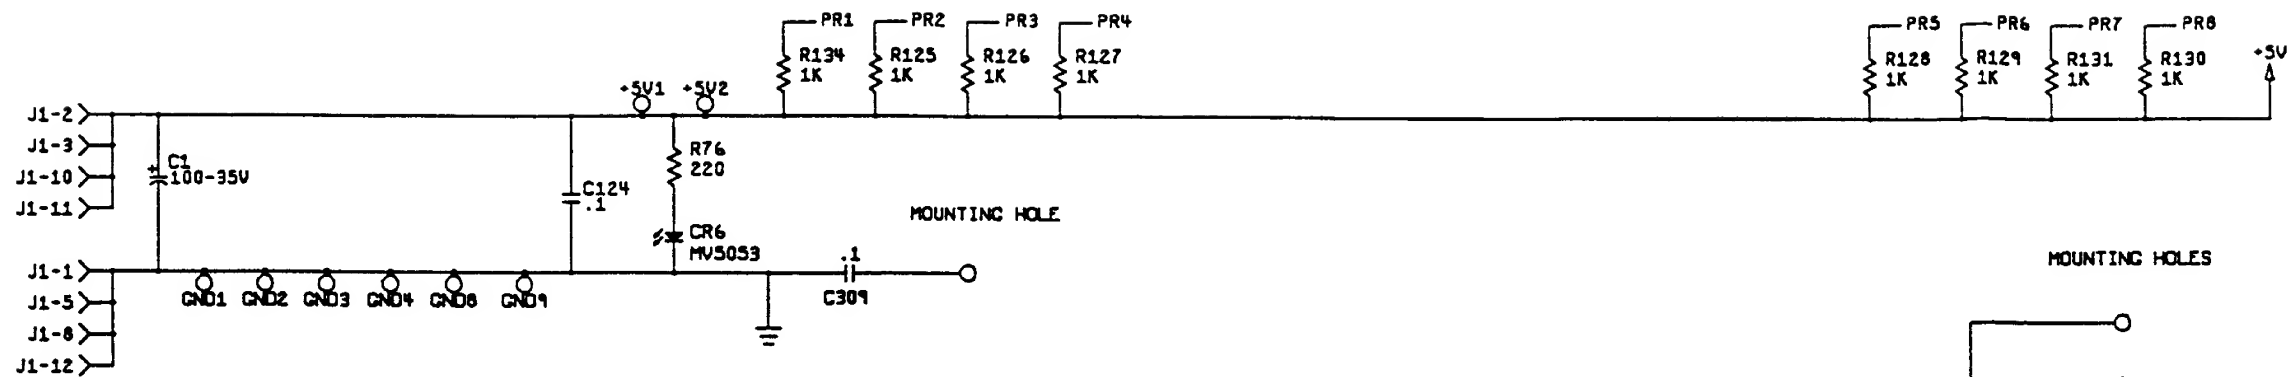 PR1 PR2 PR3 PR4 PR5 PR6 PR7 PR8
R134 R125 R126 R127 R128 R129 R131 R130 +5V
1K 1K 1K 1K 1K 1K 1K 1K
+5V1 +5V2
J1-2
J1-3
R76
220
C1
100-35V
J1-10
C124
.1
J1-11
MOUNTING HOLE
CR6
MV5053
.1
MOUNTING HOLES
J1-1
GND1 GND2 GND3 GND4 GND8 GND9
C309
J1-5
J1-8
J1-12